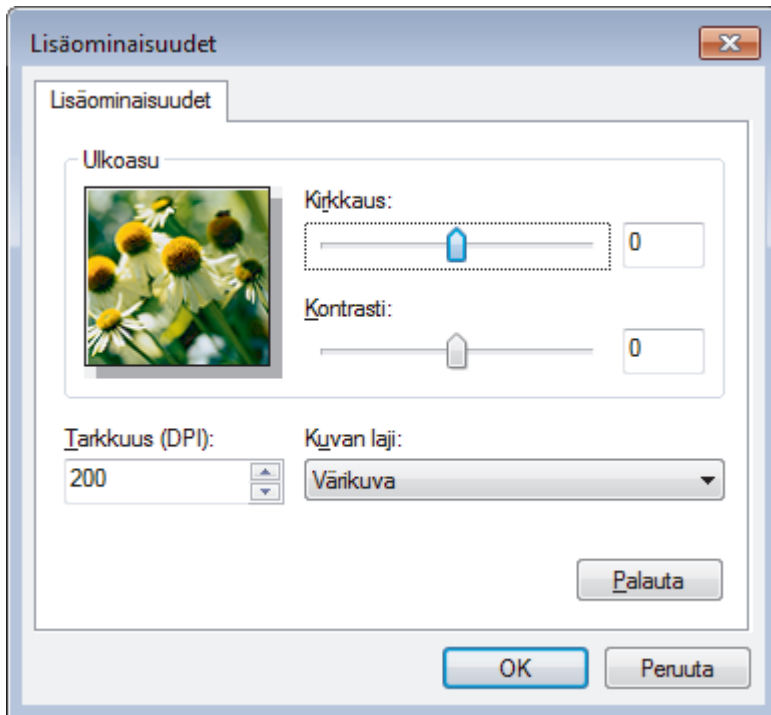 Lisäominaisuudet
Lisäominaisuudet
Ulkoasu
Kirkkaus:
0
Kontrasti:
0
Tarkkuus (DPI):
200
Kuvan laji:
Värikuva
Palauta
OK
Peruuta